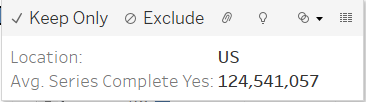 Keep Only Exclude
Location: US
Avg. Series Complete Yes: 124,541,057